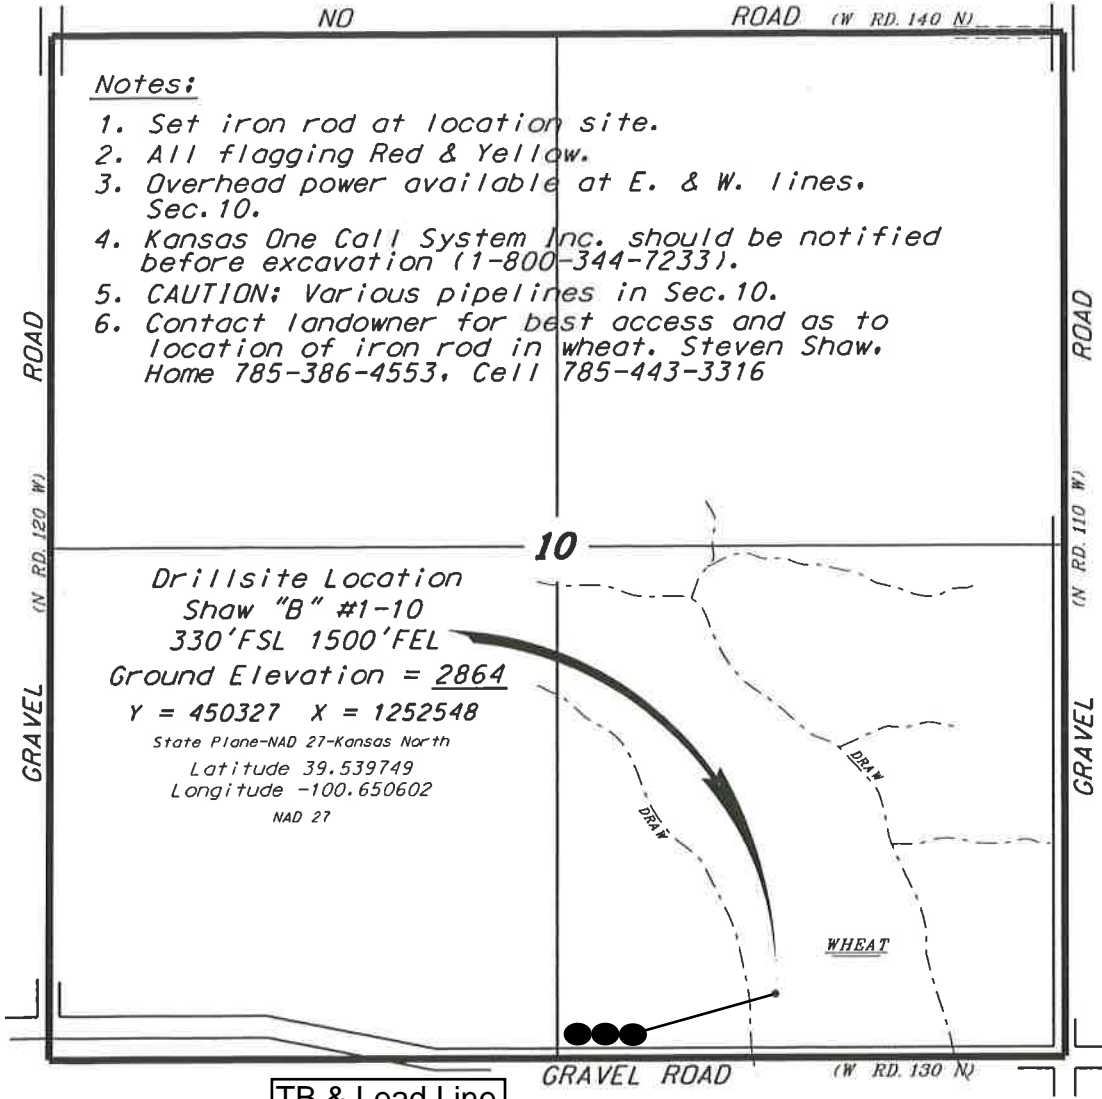 NO ROAD (W RD. 140 N)
Notes:
1. Set iron rod at location site.
2. All flagging Red & Yellow.
3. Overhead power available at E. & W. lines,
Sec. 10.
4. Kansas One Call System Inc. should be notified
before excavation (1-800-344-7233).
5. CAUTION: Various pipelines in Sec. 10.
6. Contact landowner for best access and as to
location of iron rod in wheat. Steven Shaw,
Home 785-386-4553, Cell 785-443-3316
GRAVEL (N RD. 120 W) ROAD
GRAVEL (N RD. 110 W) ROAD
10
Drillsite Location
Shaw "B" #1-10
330'FSL 1500'FEL
Ground Elevation = 2864
Y = 450327 X = 1252548
State Plane-NAD 27-Kansas North
Latitude 39.539749
Longitude -100.650602
NAD 27
DRAW
DRAW
WHEAT
GRAVEL ROAD (W RD. 130 N)
TB & Lead Line